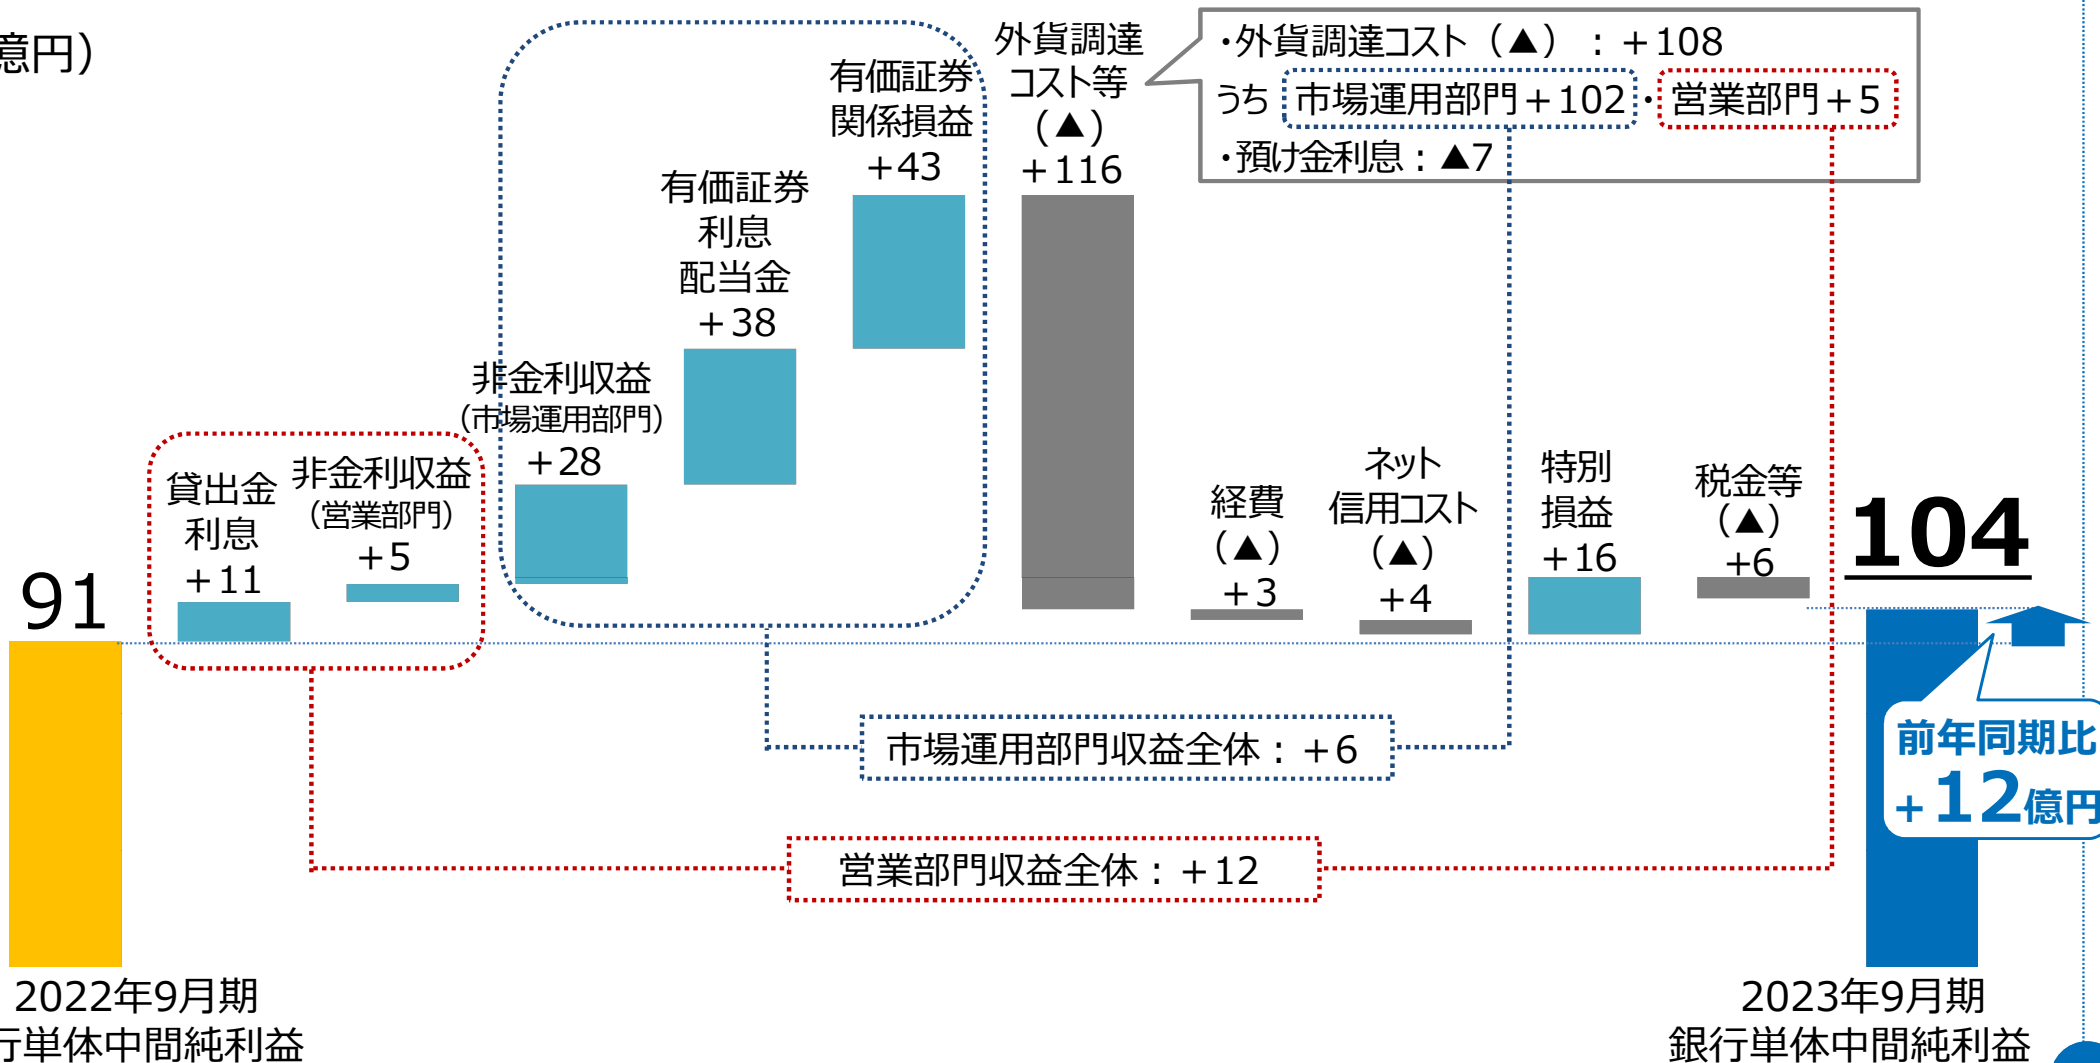 億円）
91
2022年9月期
行単体中間純利益
貸出金
利息
+11
非金利収益
（営業部門）
+5
非金利収益
（市場運用部門）
+28
有価証券
利息
配当金
+38
有価証券
関係損益
+43
外貨調達
コスト等
（▲）
+116
・外貨調達コスト（▲）：+108
うち 市場運用部門+102・営業部門+5
・預け金利息：▲7
経費
（▲）
+3
ネット
信用コスト
（▲）
+4
特別
損益
+16
税金等
（▲）
+6
104
前年同期比
+12億円
市場運用部門収益全体：+6
営業部門収益全体：+12
2023年9月期
銀行単体中間純利益